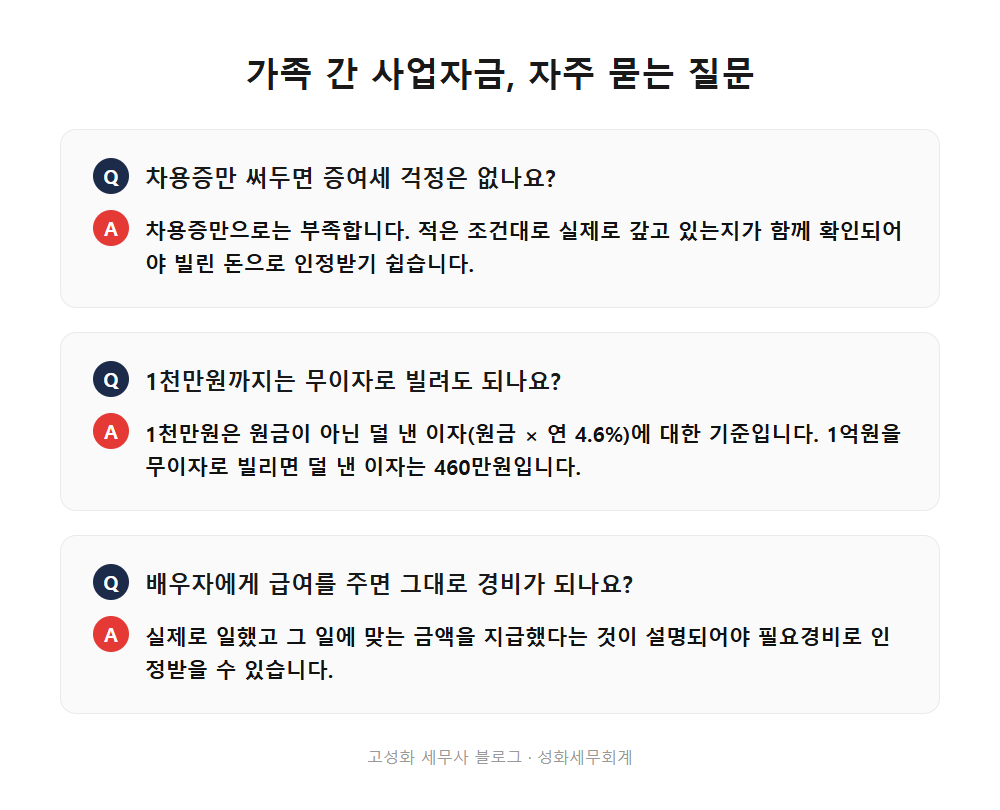 가족 간 사업자금, 자주 묻는 질문
Q 차용증만 써두면 증여세 걱정은 없나요?
A 차용증만으로는 부족합니다. 적은 조건대로 실제로 갚고 있는지가 함께 확인되어
야 빌린 돈으로 인정받기 쉽습니다.
Q 1천만원까지는 무이자로 빌려도 되나요?
A 1천만원은 원금이 아닌 덜 낸 이자(원금 × 연 4.6%)에 대한 기준입니다. 1억원을
무이자로 빌리면 덜 낸 이자는 460만원입니다.
Q 배우자에게 급여를 주면 그대로 경비가 되나요?
A 실제로 일했고 그 일에 맞는 금액을 지급했다는 것이 설명되어야 필요경비로 인
정받을 수 있습니다.
고성화 세무사 블로그 · 성화세무회계